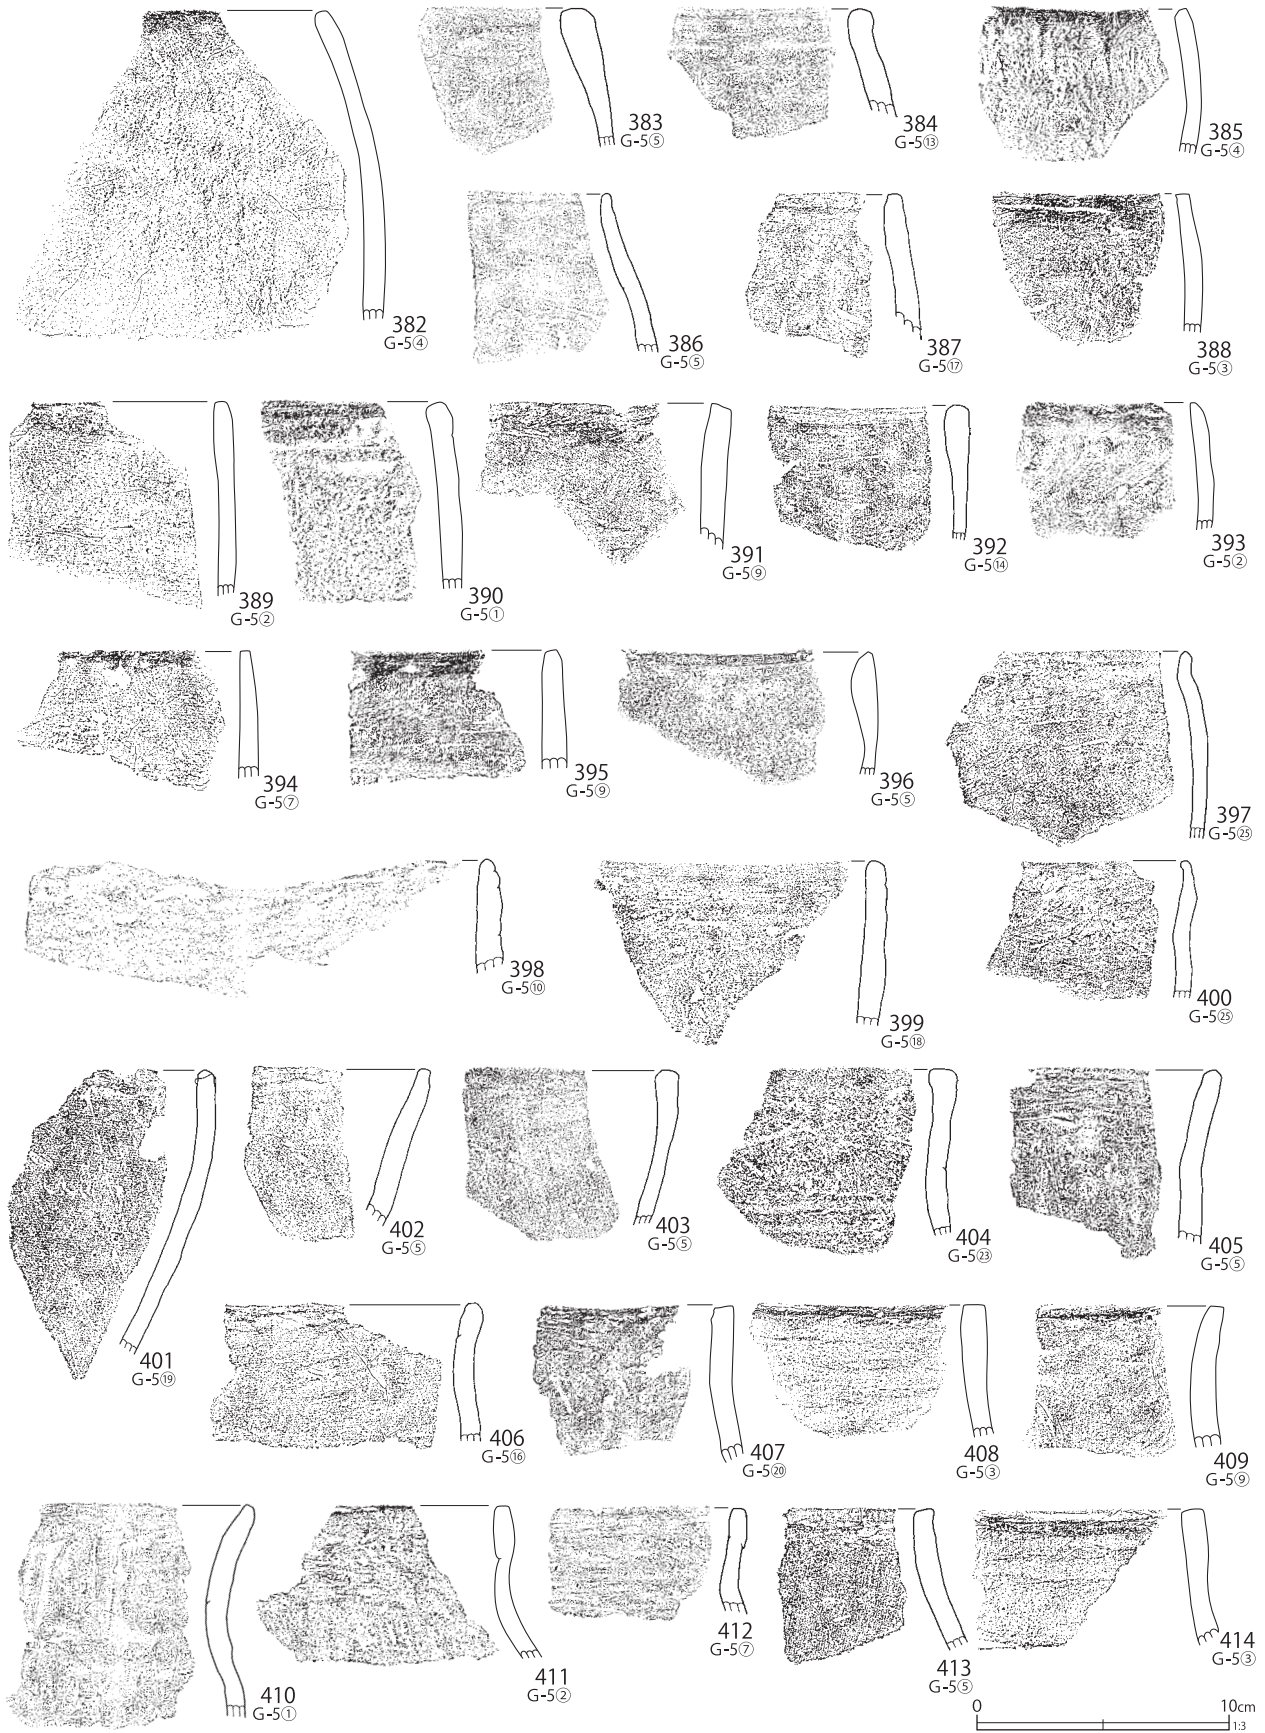 382
G-5④
383
G-5⑤
384
G-5⑬
385
G-5④
386
G-5⑤
387
G-5⑰
388
G-5③
389
G-5②
390
G-5①
391
G-5⑨
392
G-5⑭
393
G-5②
394
G-5⑦
395
G-5⑨
396
G-5⑤
397
G-5㉕
398
G-5⑩
399
G-5⑱
400
G-5㉕
401
G-5⑲
402
G-5⑤
403
G-5⑤
404
G-5㉓
405
G-5⑤
406
G-5⑯
407
G-5⑳
408
G-5③
409
G-5⑨
410
G-5①
411
G-5②
412
G-5⑦
413
G-5⑤
414
G-5③
0 10cm
1:3